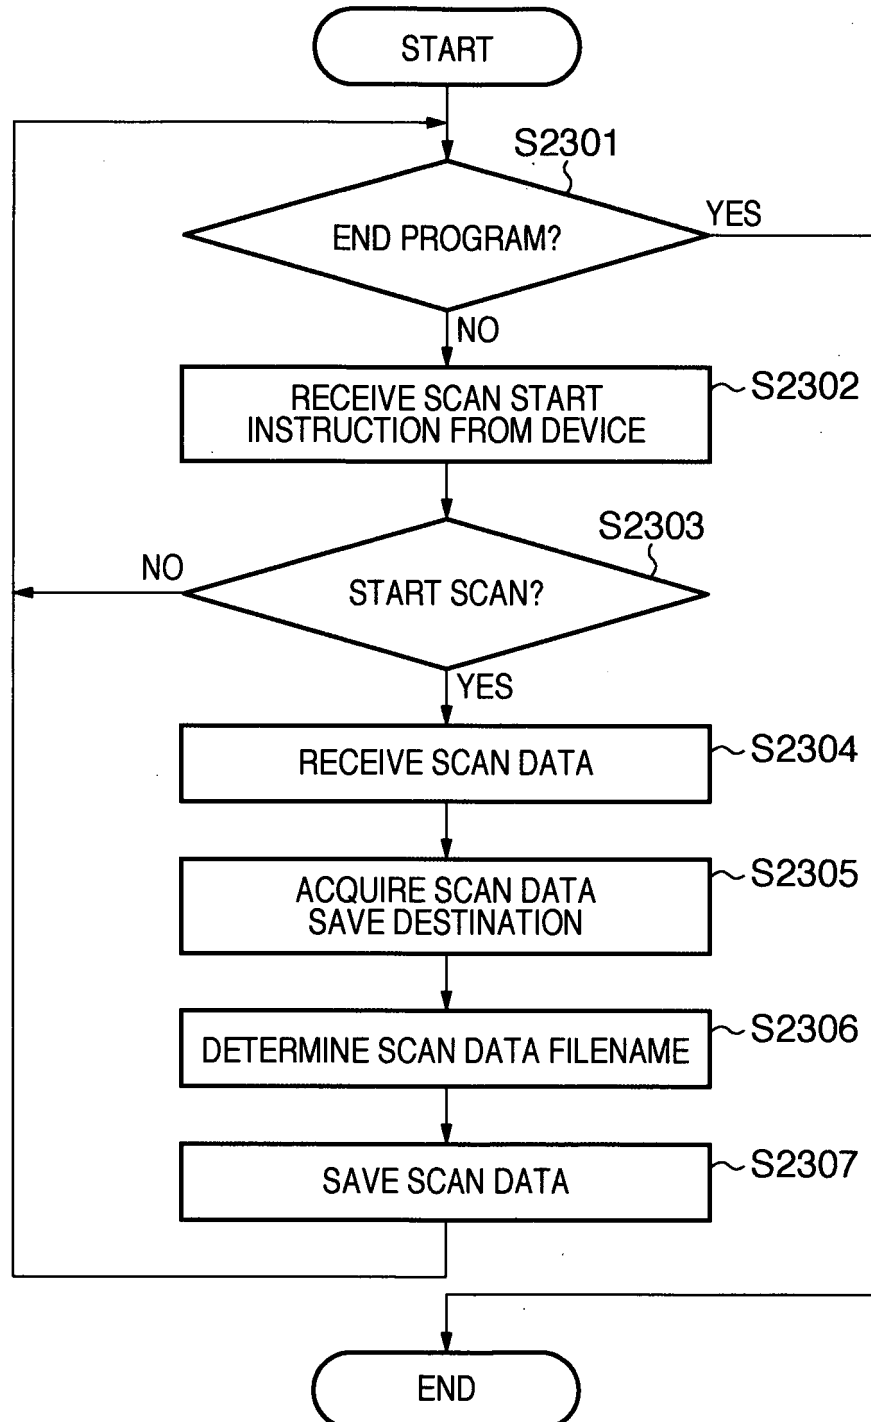 START
S2301
END PROGRAM?
YES
NO
RECEIVE SCAN START
INSTRUCTION FROM DEVICE
S2302
S2303
START SCAN?
NO
YES
RECEIVE SCAN DATA
S2304
ACQUIRE SCAN DATA
SAVE DESTINATION
S2305
DETERMINE SCAN DATA FILENAME
S2306
SAVE SCAN DATA
S2307
END